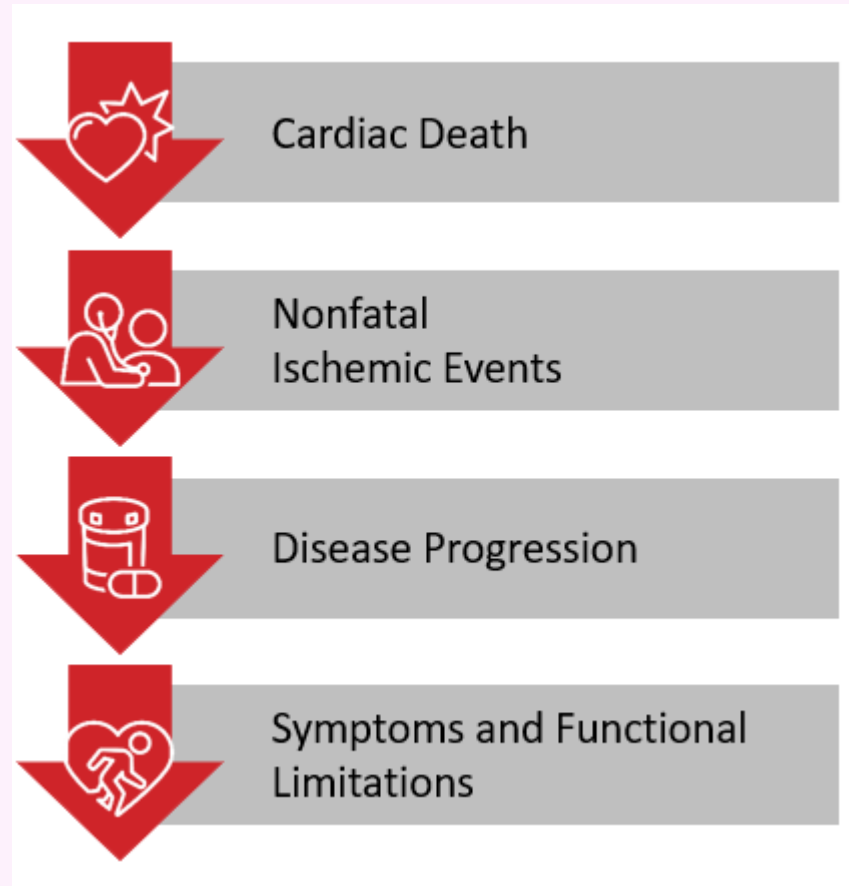 Cardiac Death
Nonfatal
Ischemic Events
Disease Progression
Symptoms and Functional
Limitations